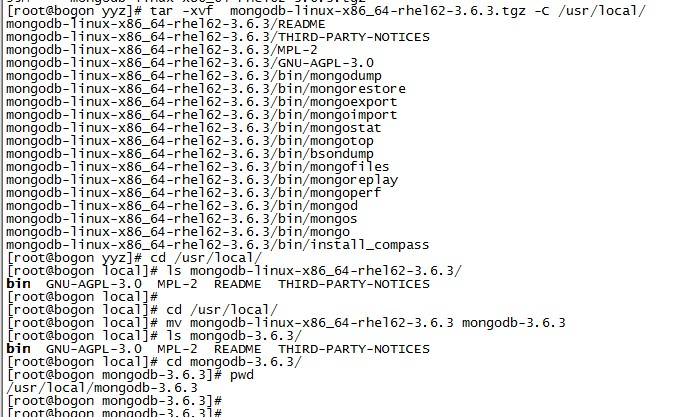 [root@bogon yyz]# tar -xvf  mongodb-linux-x86_64-rhel62-3.6.3.tgz -C /usr/local/
mongodb-linux-x86_64-rhel62-3.6.3/README
mongodb-linux-x86_64-rhel62-3.6.3/THIRD-PARTY-NOTICES
mongodb-linux-x86_64-rhel62-3.6.3/MPL-2
mongodb-linux-x86_64-rhel62-3.6.3/GNU-AGPL-3.0
mongodb-linux-x86_64-rhel62-3.6.3/bin/mongodump
mongodb-linux-x86_64-rhel62-3.6.3/bin/mongorestore
mongodb-linux-x86_64-rhel62-3.6.3/bin/mongoexport
mongodb-linux-x86_64-rhel62-3.6.3/bin/mongoimport
mongodb-linux-x86_64-rhel62-3.6.3/bin/mongostat
mongodb-linux-x86_64-rhel62-3.6.3/bin/mongotop
mongodb-linux-x86_64-rhel62-3.6.3/bin/bsondump
mongodb-linux-x86_64-rhel62-3.6.3/bin/mongofiles
mongodb-linux-x86_64-rhel62-3.6.3/bin/mongoreplay
mongodb-linux-x86_64-rhel62-3.6.3/bin/mongoperf
mongodb-linux-x86_64-rhel62-3.6.3/bin/mongod
mongodb-linux-x86_64-rhel62-3.6.3/bin/mongos
mongodb-linux-x86_64-rhel62-3.6.3/bin/mongo
mongodb-linux-x86_64-rhel62-3.6.3/bin/install_compass
[root@bogon yyz]# cd /usr/local/
[root@bogon local]# ls mongodb-linux-x86_64-rhel62-3.6.3/
bin  GNU-AGPL-3.0  MPL-2  README  THIRD-PARTY-NOTICES
[root@bogon local]#
[root@bogon local]# cd /usr/local/
[root@bogon local]# mv mongodb-linux-x86_64-rhel62-3.6.3 mongodb-3.6.3
[root@bogon local]# ls mongodb-3.6.3/
bin  GNU-AGPL-3.0  MPL-2  README  THIRD-PARTY-NOTICES
[root@bogon local]# cd mongodb-3.6.3/
[root@bogon mongodb-3.6.3]# pwd
/usr/local/mongodb-3.6.3
[root@bogon mongodb-3.6.3]#
[root@bogon mongodb-3.6.3]#